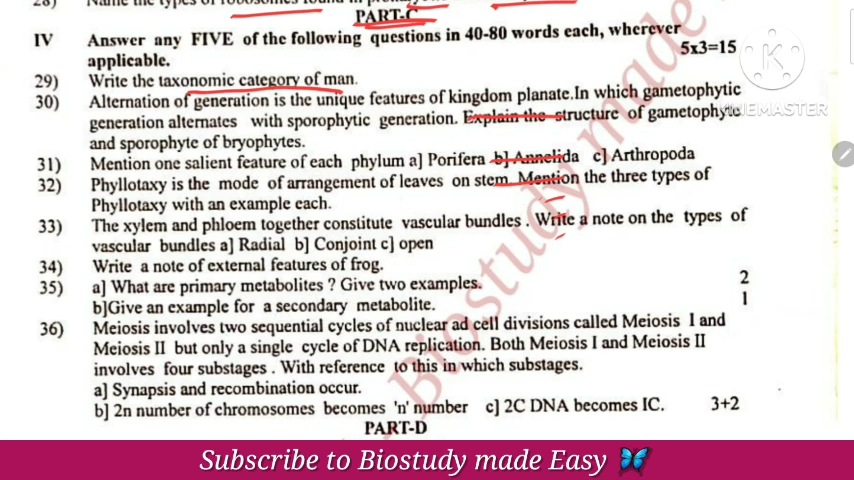 28) Name the types of ribosomes found in
PART-C
IV Answer any FIVE of the following questions in 40-80 words each, wherever
applicable. 5x3=15
29) Write the taxonomic category of man.
30) Alternation of generation is the unique features of kingdom planate.In which gametophytic
generation alternates with sporophytic generation. Explain the structure of gametophyte
and sporophyte of bryophytes.
31) Mention one salient feature of each phylum a] Porifera b] Annelida c] Arthropoda
32) Phyllotaxy is the mode of arrangement of leaves on stem. Mention the three types of
Phyllotaxy with an example each.
33) The xylem and phloem together constitute vascular bundles . Write a note on the types of
vascular bundles a] Radial b] Conjoint c] open
34) Write a note of external features of frog.
35) a] What are primary metabolites ? Give two examples. 2
b]Give an example for a secondary metabolite. 1
36) Meiosis involves two sequential cycles of nuclear ad cell divisions called Meiosis I and
Meiosis II but only a single cycle of DNA replication. Both Meiosis I and Meiosis II
involves four substages . With reference to this in which substages.
a] Synapsis and recombination occur.
b] 2n number of chromosomes becomes 'n' number c] 2C DNA becomes IC. 3+2
PART-D
Biostudy made
KINEMASTER
Subscribe to Biostudy made Easy